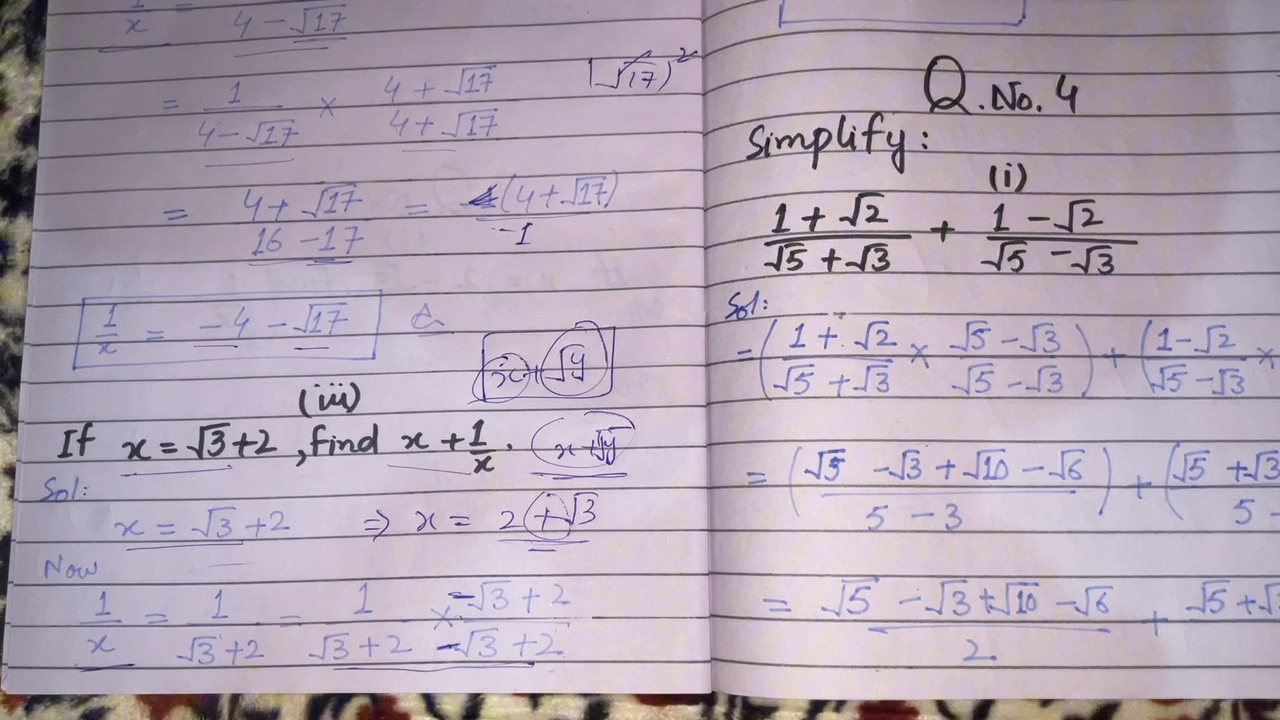 1/x = 1/(4 - √17)
= 1/(4-√17) × (4 + √17)/(4 + √17)
(√17)²
= (4 + √17)/(16 - 17) = (4+√17)/-1
1/x = -4 - √17
x+√y
(iii)
If x = √3+2 , find x + 1/x .
x+√y
Sol:
x = √3 + 2 ⇒ x = 2 + √3
Now
1/x = 1/(√3+2) = 1/(√3+2) × (-√3+2)/(-√3+2)
Q.No. 4
Simplify:
(i)
(1 + √2)/(√5 + √3) + (1 - √2)/(√5 - √3)
Sol:
= ((1 + √2)/(√5 + √3) × (√5 - √3)/(√5 - √3)) + ((1-√2)/(√5-√3) ×
= ((√5 - √3 + √10 - √6)/(5 - 3)) + ((√5 + √3/5 -
= (√5 - √3 + √10 - √6)/2 + √5 + √